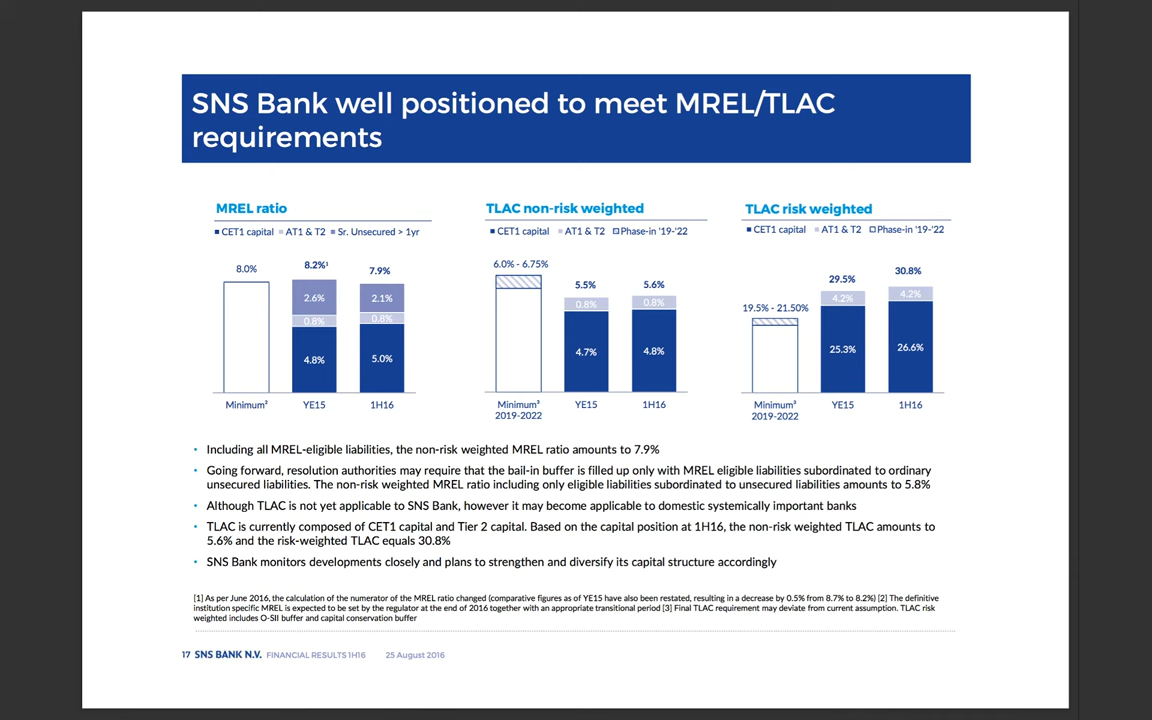 SNS Bank well positioned to meet MREL/TLAC
requirements
MREL ratio
CET1 capital AT1 & T2 Sr. Unsecured > 1yr
8.0%
8.2%¹
7.9%
2.6%
2.1%
0.8%
0.8%
4.8%
5.0%
Minimum²
YE15
1H16
TLAC non-risk weighted
CET1 capital AT1 & T2 Phase-in '19-'22
6.0% - 6.75%
5.5%
5.6%
0.8%
0.8%
4.7%
4.8%
Minimum³
2019-2022
YE15
1H16
TLAC risk weighted
CET1 capital AT1 & T2 Phase-in '19-'22
19.5% - 21.50%
29.5%
30.8%
4.2%
4.2%
25.3%
26.6%
Minimum³
2019-2022
YE15
1H16
• Including all MREL-eligible liabilities, the non-risk weighted MREL ratio amounts to 7.9%
• Going forward, resolution authorities may require that the bail-in buffer is filled up only with MREL eligible liabilities subordinated to ordinary
unsecured liabilities. The non-risk weighted MREL ratio including only eligible liabilities subordinated to unsecured liabilities amounts to 5.8%
• Although TLAC is not yet applicable to SNS Bank, however it may become applicable to domestic systemically important banks
• TLAC is currently composed of CET1 capital and Tier 2 capital. Based on the capital position at 1H16, the non-risk weighted TLAC amounts to
5.6% and the risk-weighted TLAC equals 30.8%
• SNS Bank monitors developments closely and plans to strengthen and diversify its capital structure accordingly
[1] As per June 2016, the calculation of the numerator of the MREL ratio changed (comparative figures as of YE15 have also been restated, resulting in a decrease by 0.5% from 8.7% to 8.2%) [2] The definitive
institution specific MREL is expected to be set by the regulator at the end of 2016 together with an appropriate transitional period [3] Final TLAC requirement may deviate from current assumption. TLAC risk
weighted includes O-SII buffer and capital conservation buffer
17 SNS BANK N.V. FINANCIAL RESULTS 1H16 25 August 2016